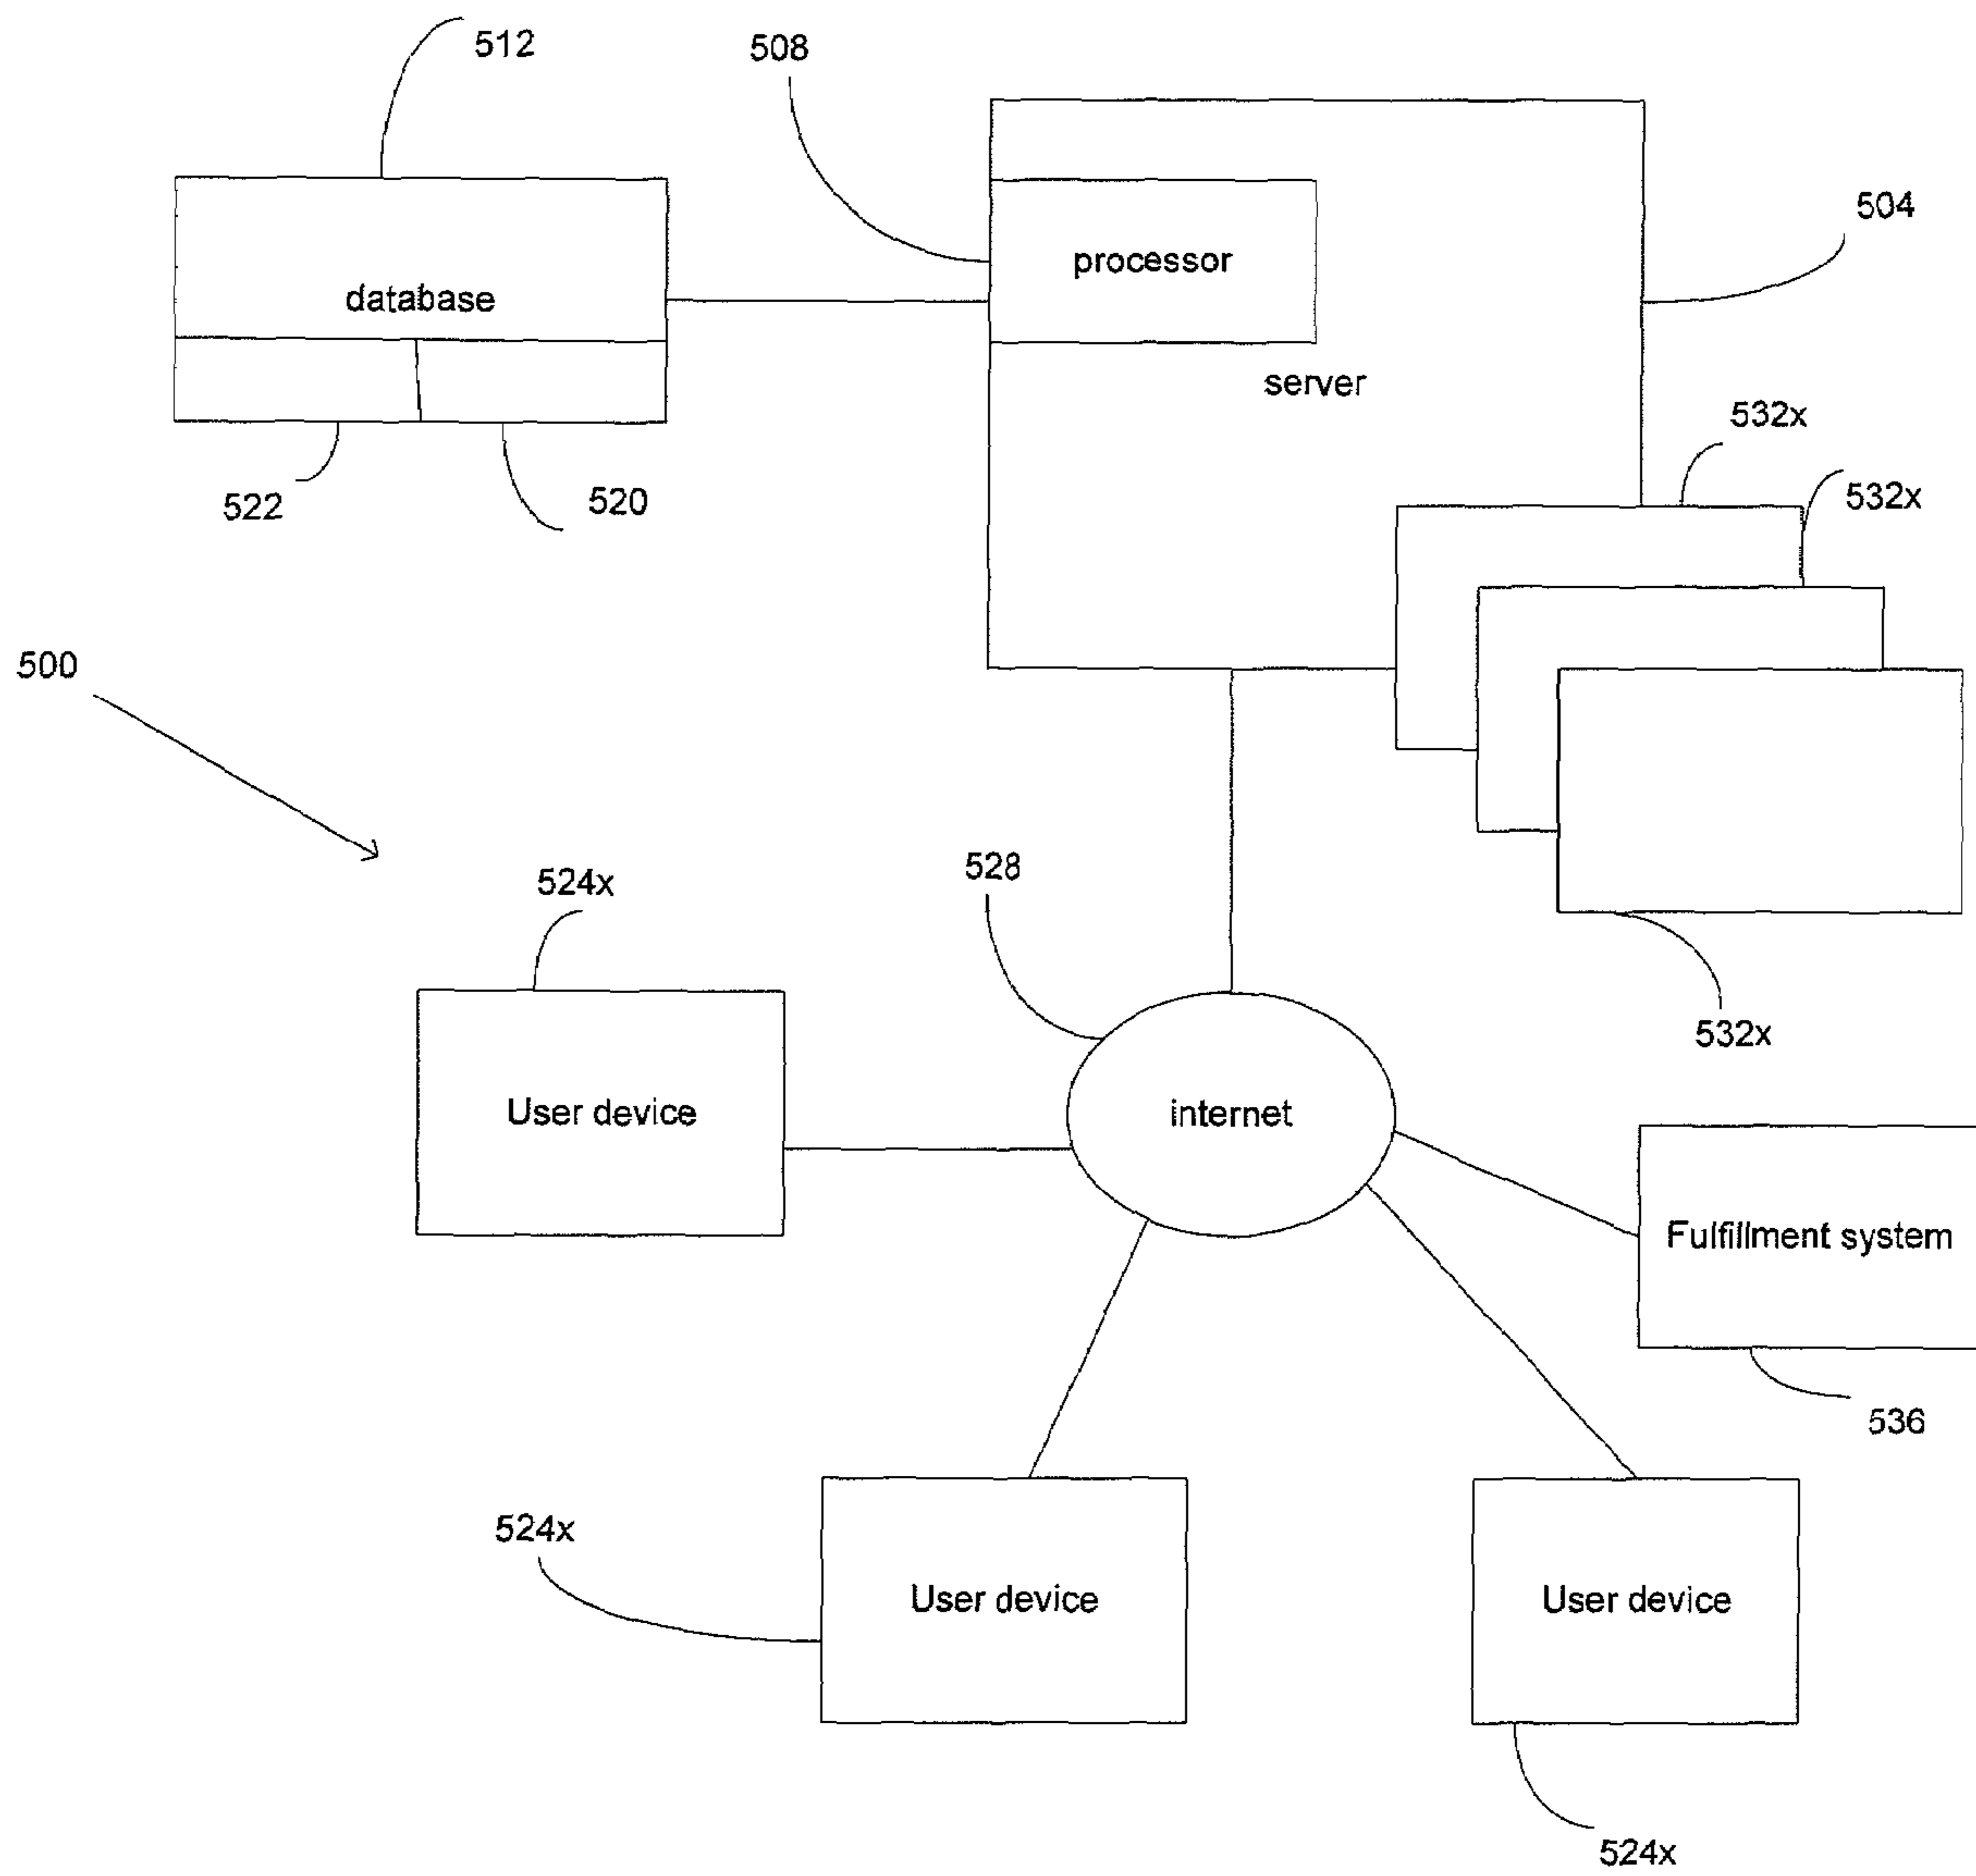 512
508
504
processor
database
server
532x
532x
522
520
500
524x
528
532x
User device
internet
Fulfillment system
536
524x
User device
User device
524x